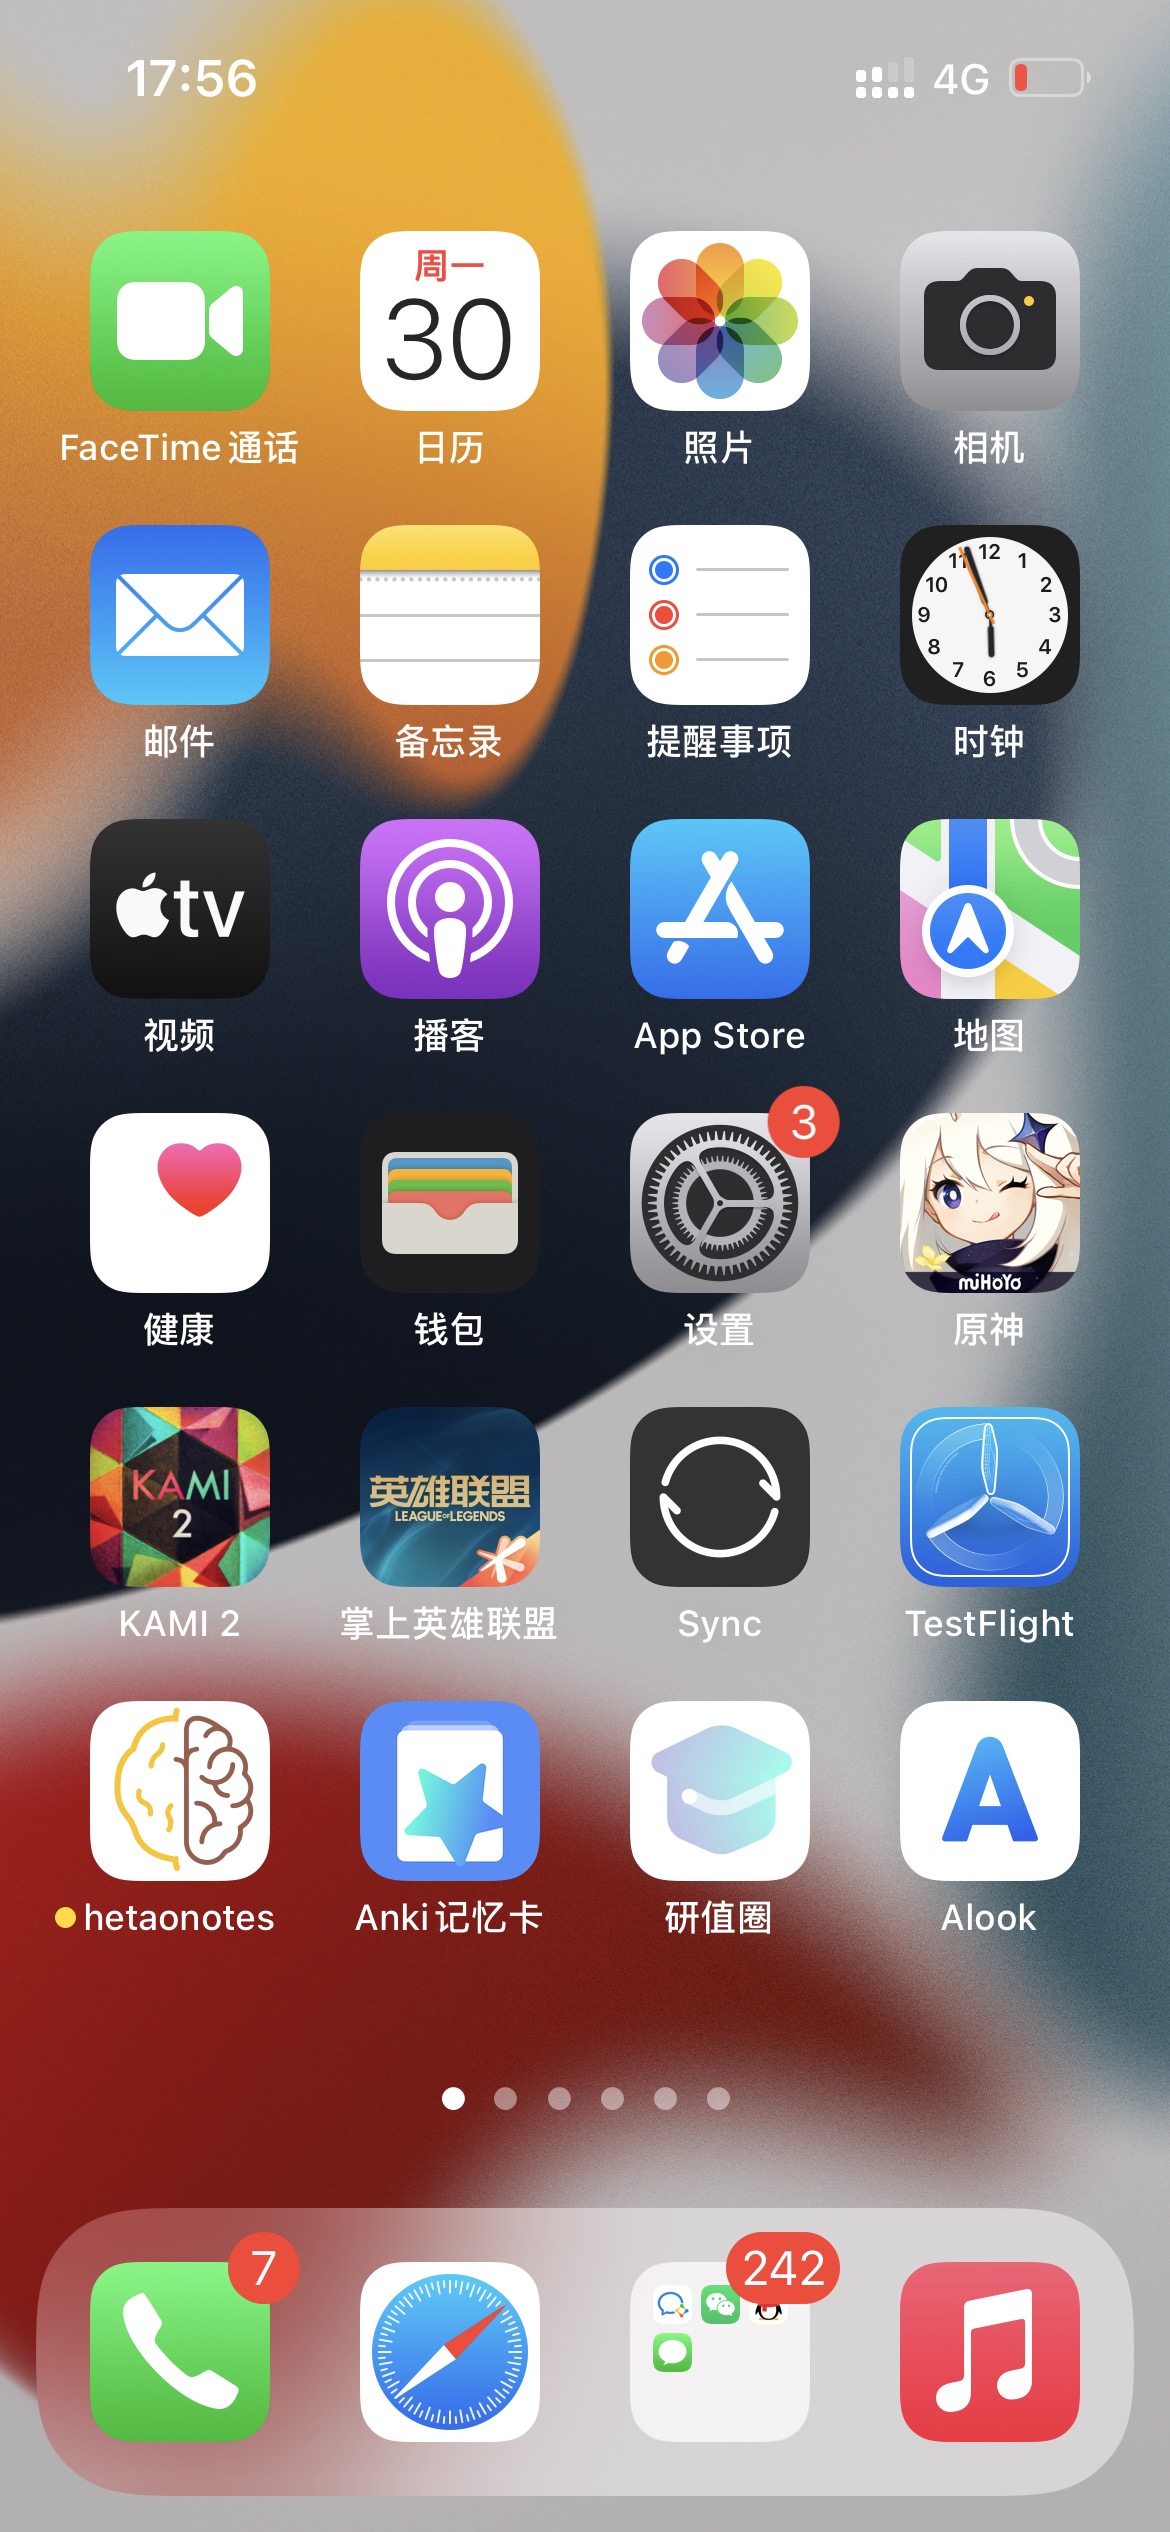 17:56
4G
周一
30
FaceTime 通话
日历
照片
相机
12
11
1
10
2
9
3
8
4
7
5
6
邮件
备忘录
提醒事项
时钟
tv
视频
播客
App Store
地图
3
miHoYo
健康
钱包
设置
原神
KAMI
2
英雄联盟
LEAGUE OF LEGENDS
KAMI 2
掌上英雄联盟
Sync
TestFlight
A
hetaonotes
Anki 记忆卡
研值圈
Alook
7
242